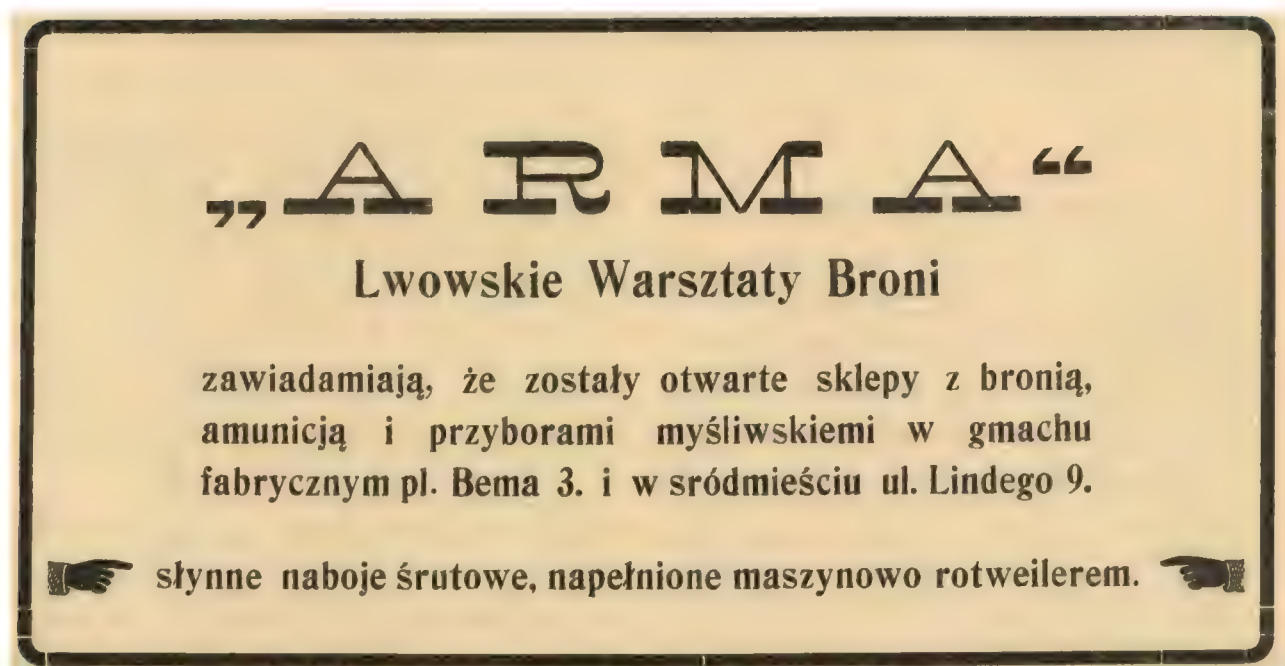 „ARMA“
Lwowskie Warsztaty Broni
zawiadamiają, że zostały otwarte sklepy z bronią,
amunicją i przyborami myśliwskiemi w gmachu
fabrycznym pl. Bema 3. i w sródmieściu ul. Lindego 9.
słynne naboje śrutowe, napełnione maszynowo rotweilerem.